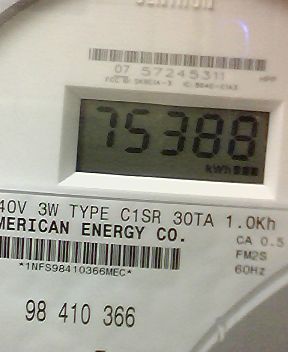 07 57245311
75388
kWh
40V 3W TYPE C1SR 30TA 1.0Kh
MERICAN ENERGY CO.
CA 0.5
*1NFS98410366MEC*
FM2S
60Hz
98 410 366